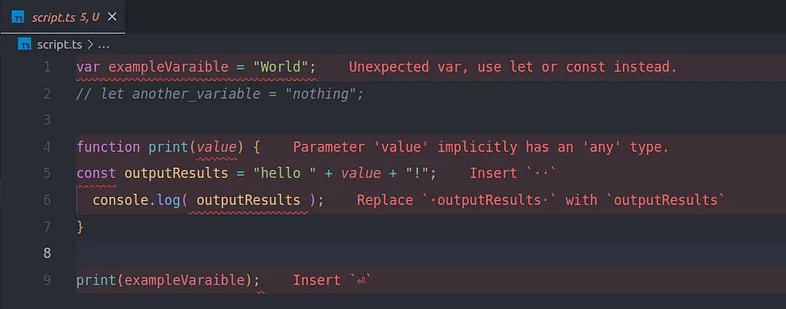 TS script.ts 5, U ×
TS script.ts > ...
1 var exampleVaraible = "World"; Unexpected var, use let or const instead.
2 // let another_variable = "nothing";
3
4 function print(value) { Parameter 'value' implicitly has an 'any' type.
5 const outputResults = "hello " + value + "!"; Insert `··`
6 console.log( outputResults ); Replace `·outputResults·` with `outputResults`
7 }
8
9 print(exampleVaraible); Insert `⏎`